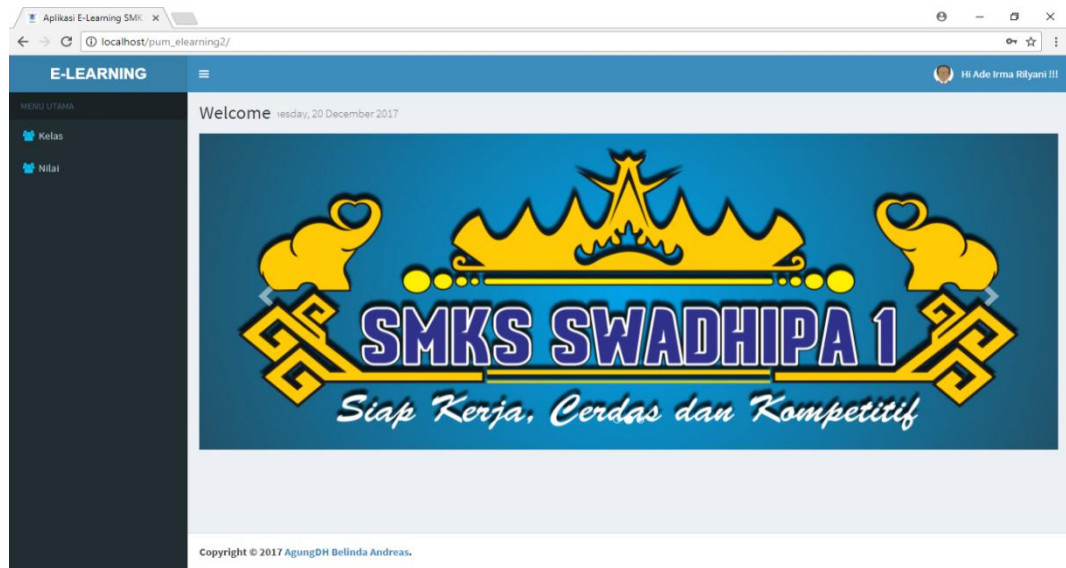 Aplikasi E-Learning SMK
localhost/pum_elearning2/
E-LEARNING
Hi Ade Irma Rilyani !!!
MENU UTAMA
Welcome 20 December 2017
Kelas
Nilai
SMKS SWADHIPA 1
Siap Kerja, Cerdas dan Kompetitif
Copyright © 2017 AgungDH Belinda Andreas.